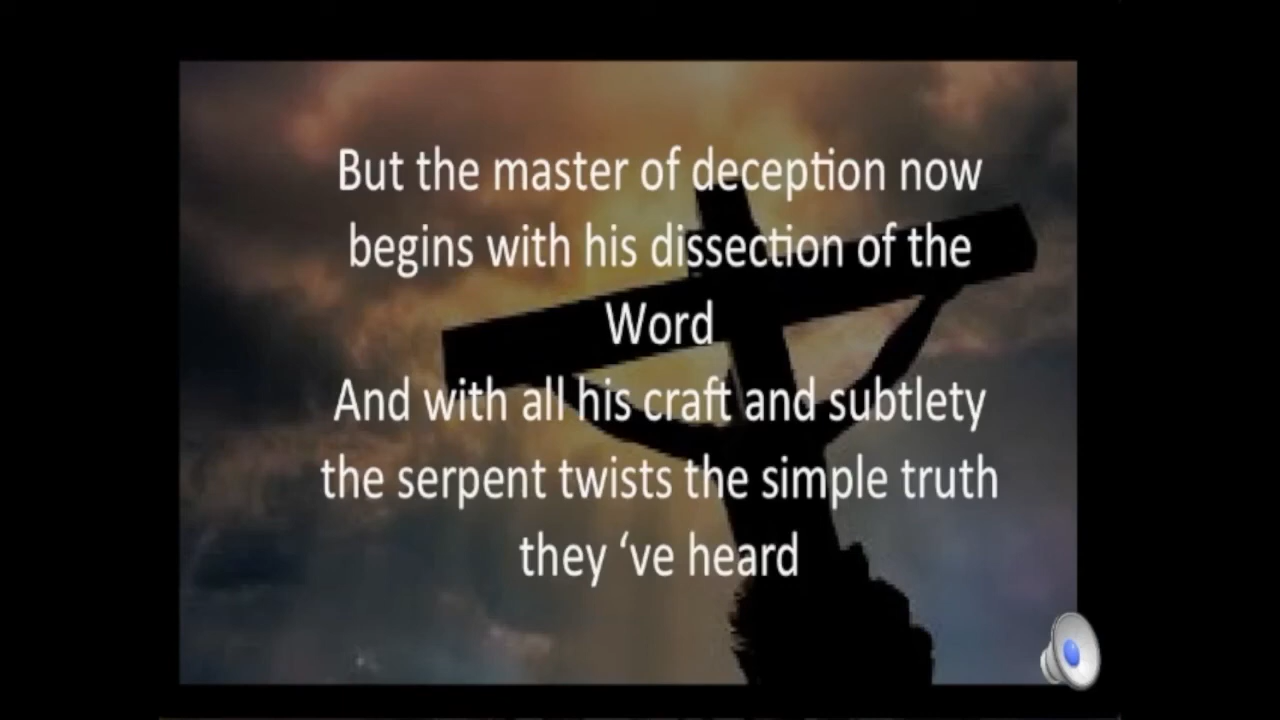 But the master of deception now
begins with his dissection of the
Word
And with all his craft and subtlety
the serpent twists the simple truth
they ‘ve heard